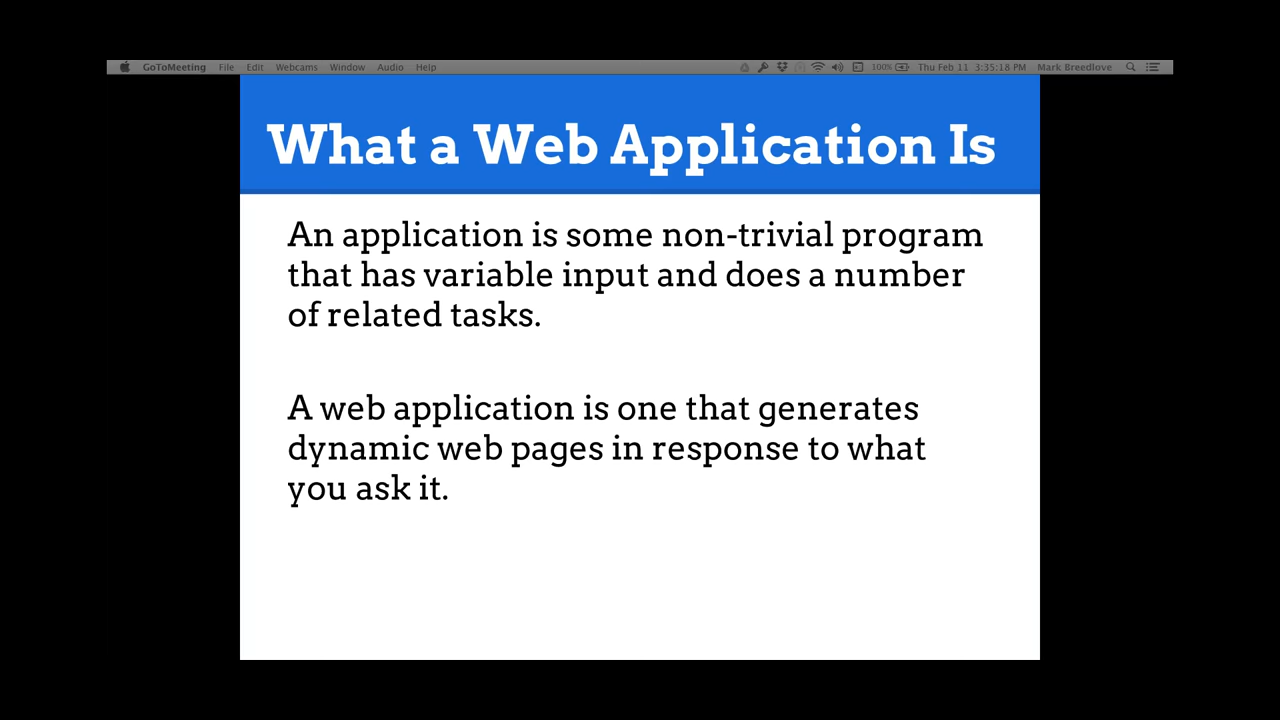 GoToMeeting File Edit Webcams Window Audio Help 100% Thu Feb 11 3:35:18 PM Mark Breedlove
What a Web Application Is
An application is some non-trivial program
that has variable input and does a number
of related tasks.
A web application is one that generates
dynamic web pages in response to what
you ask it.